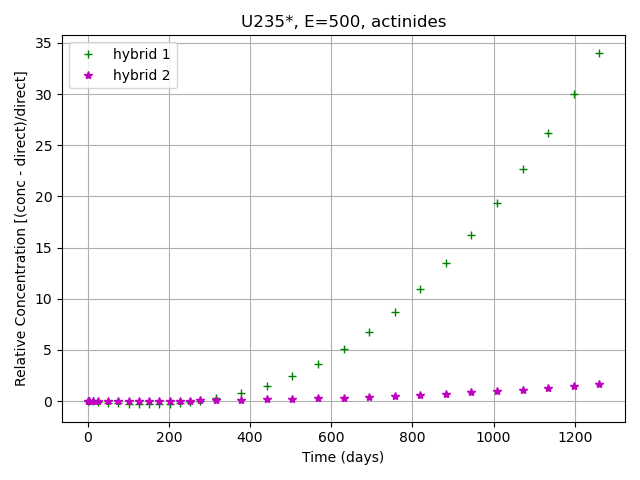 U235*, E=500, actinides
hybrid 1
hybrid 2
Relative Concentration [(conc - direct)/direct]
35
30
25
20
15
10
5
0
0 200 400 600 800 1000 1200
Time (days)